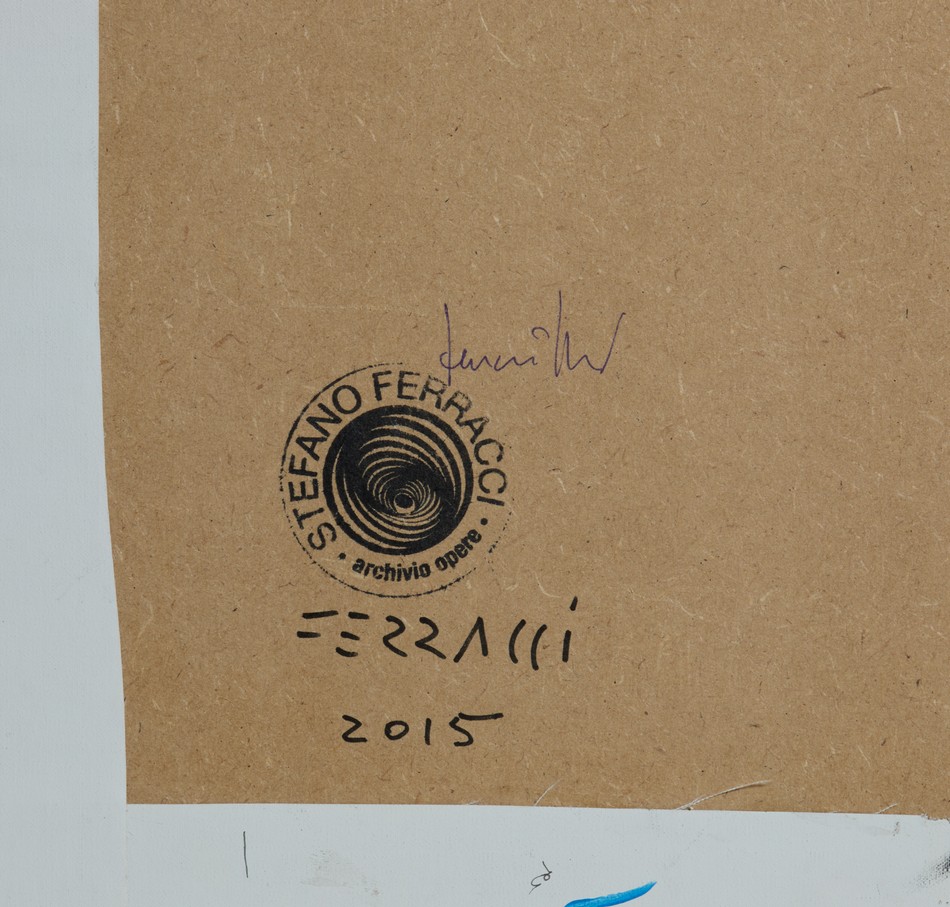 STEFANO FERRACCI
• archivio opere •
FERRACCi
2015